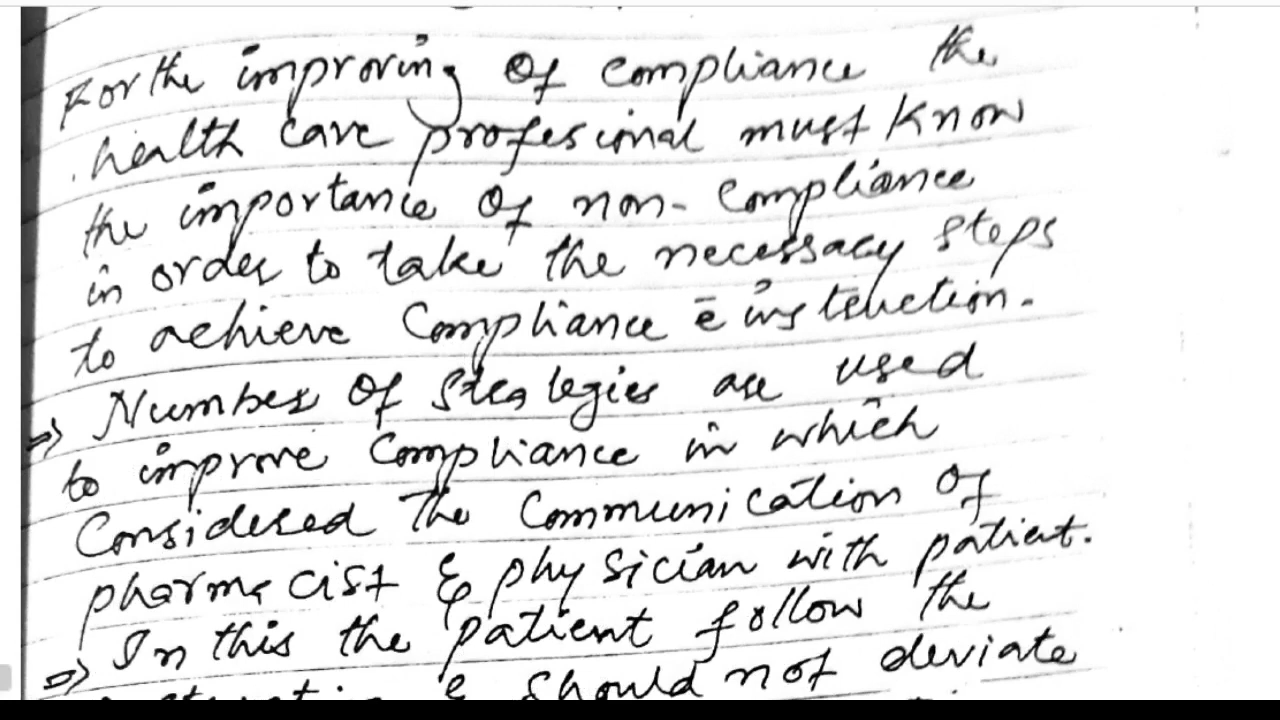 For the improving of compliance the
health care profesional must know
the importance of non-compliance
in order to take the necessary steps
to achieve compliance c̄ instruction.
⇒ Number of strategies are used
to improve compliance in which
Considered the communication of
pharmacist & physician with patient.
⇒ In this the patient follow the
& should not deviate